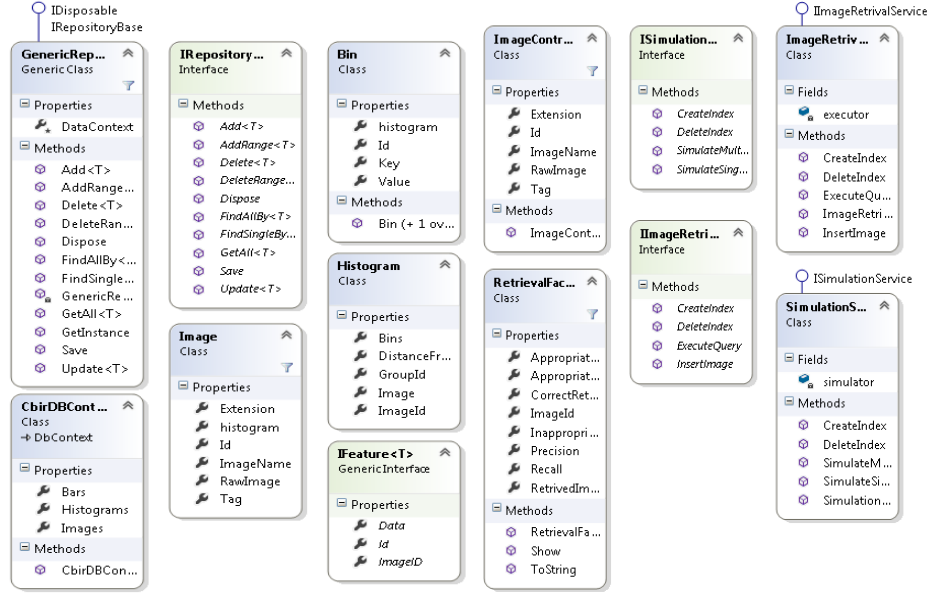 IDisposable
IRepositoryBase
GenericRep...
Generic Class
Properties
DataContext
Methods
Add<T>
AddRange...
Delete<T>
DeleteRan...
Dispose
FindAllBy<...
FindSingle...
GenericRe...
GetAll<T>
GetInstance
Save
Update<T>
CbirDBCont...
Class
DbContext
Properties
Bars
Histograms
Images
Methods
CbirDBCon...
IRepository...
Interface
Methods
Add<T>
AddRange<T>
Delete<T>
DeleteRange...
Dispose
FindAllBy<T>
FindSingleBy...
GetAll<T>
Save
Update<T>
Image
Class
Properties
Extension
histogram
Id
ImageName
RawImage
Tag
Bin
Class
Properties
histogram
Id
Key
Value
Methods
Bin (+ 1 ov...
Histogram
Class
Properties
Bins
DistanceFr...
GroupId
Image
ImageId
IFeature<T>
Generic Interface
Properties
Data
Id
ImageID
ImageContr...
Class
Properties
Extension
Id
ImageName
RawImage
Tag
Methods
ImageCont...
RetrievalFac...
Class
Properties
Appropriat...
Appropriat...
CorrectRet...
ImageId
Inappropri...
Precision
Recall
RetrivedIm...
Methods
RetrievalFa...
Show
ToString
ISimulation...
Interface
Methods
CreateIndex
DeleteIndex
SimulateMult...
SimulateSing...
IImageRetri...
Interface
Methods
CreateIndex
DeleteIndex
ExecuteQuery
InsertImage
IImageRetrivalService
ImageRetriv...
Class
Fields
executor
Methods
CreateIndex
DeleteIndex
ExecuteQu...
ImageRetri...
InsertImage
ISimulationService
SimulationS...
Class
Fields
simulator
Methods
CreateIndex
DeleteIndex
SimulateM...
SimulateSi...
Simulation...